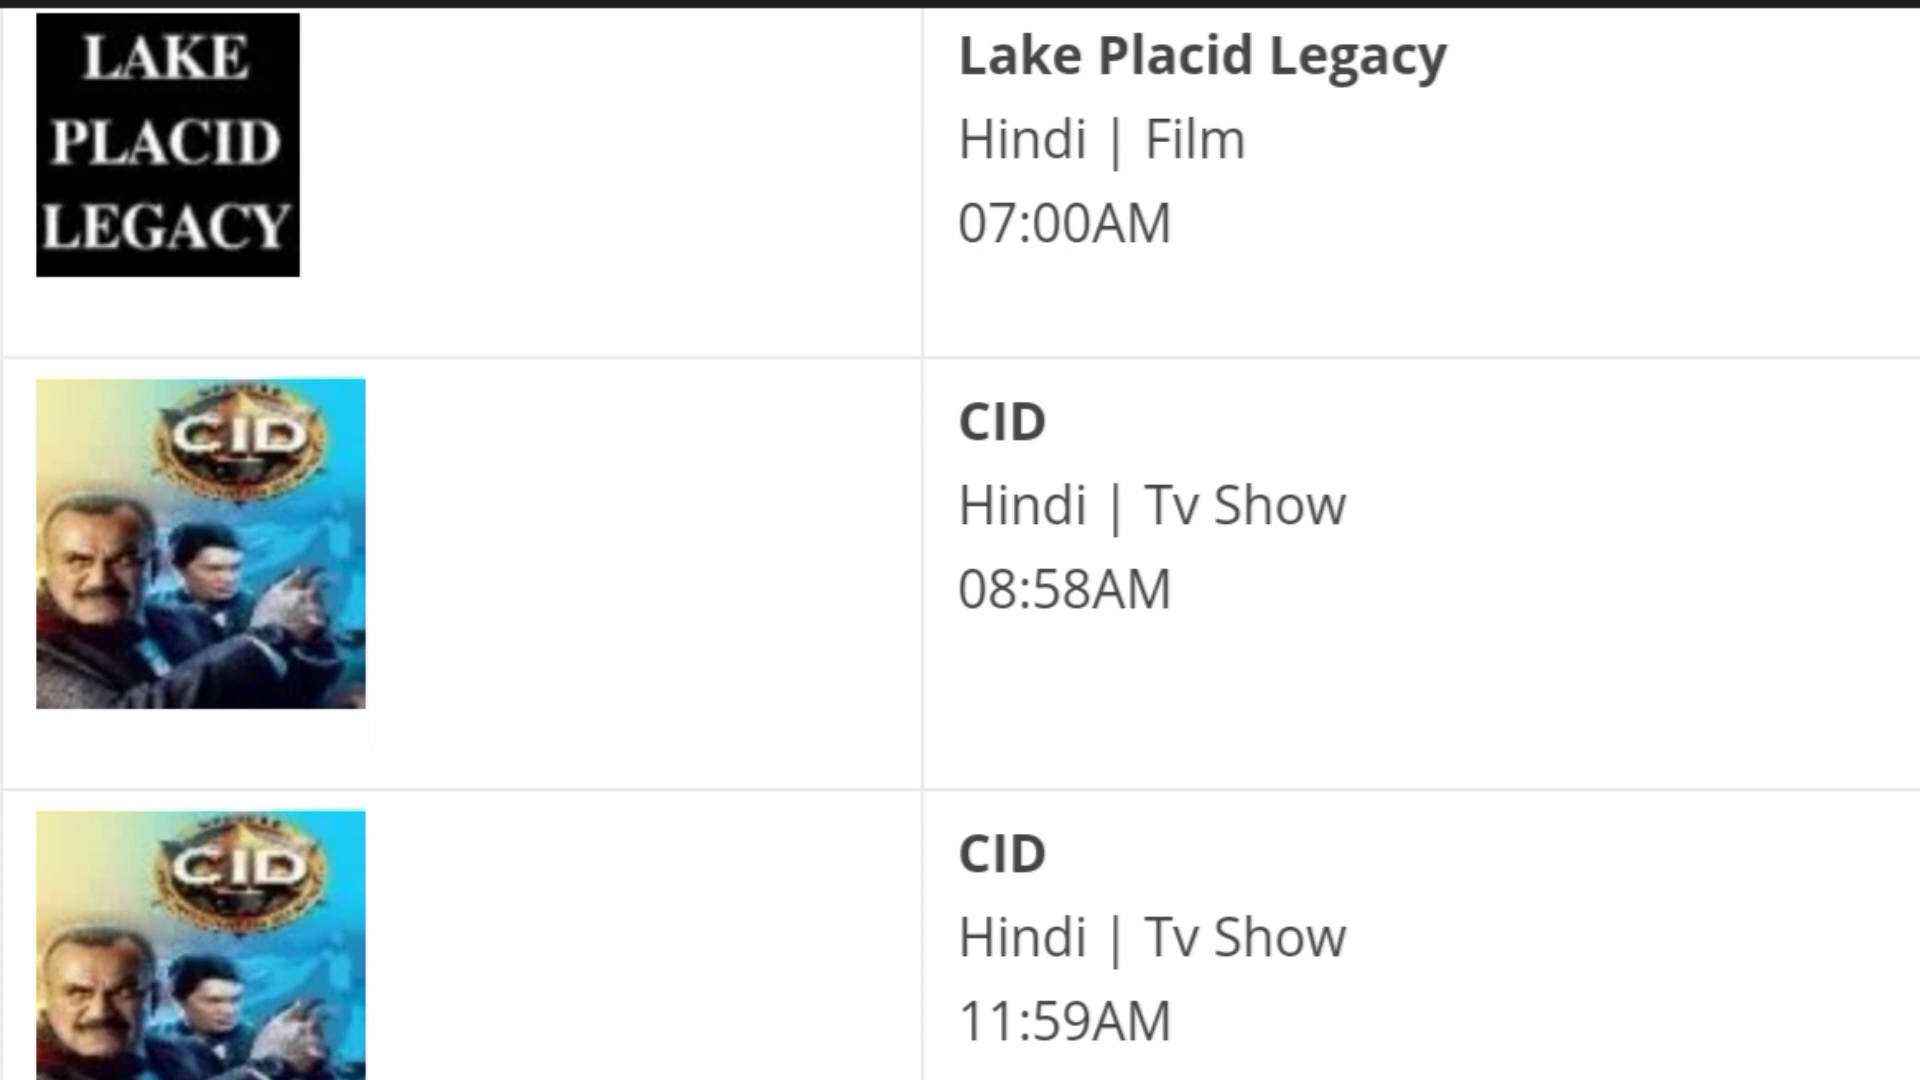 LAKE
PLACID
LEGACY
Lake Placid Legacy
Hindi | Film
07:00AM
CID
CID
Hindi | Tv Show
08:58AM
CID
CID
Hindi | Tv Show
11:59AM